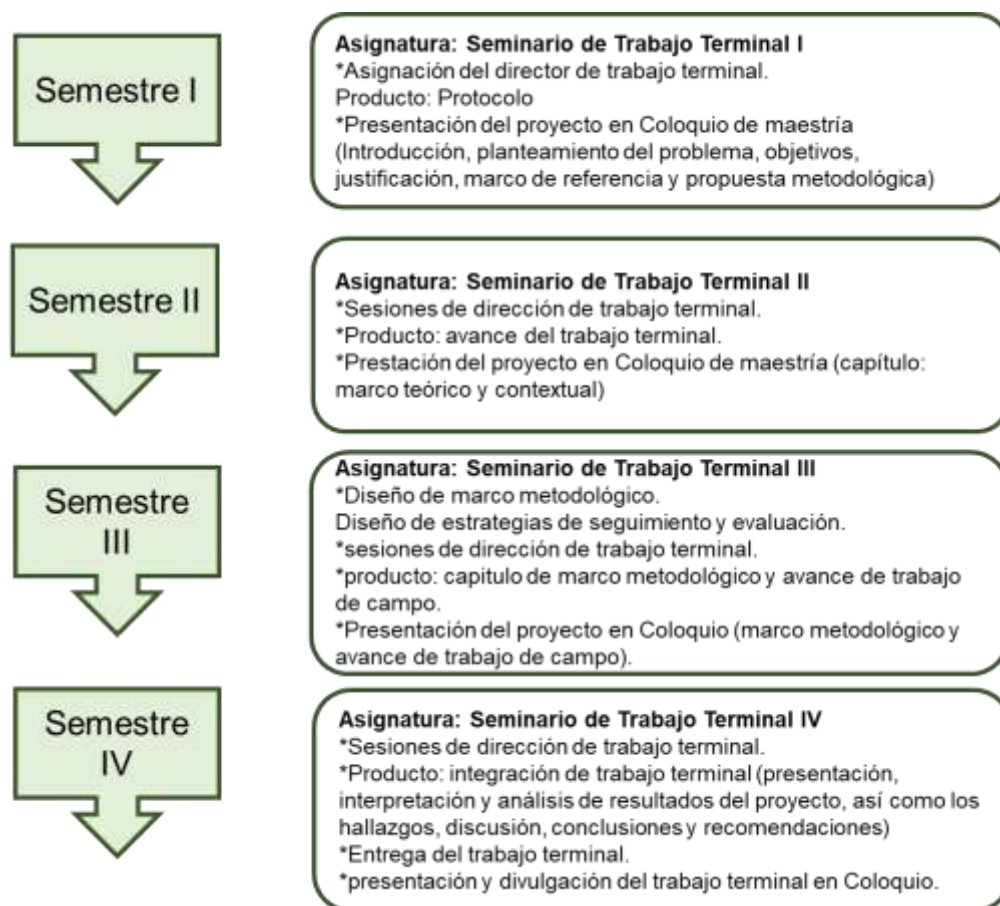 Semestre I
Asignatura: Seminario de Trabajo Terminal I
*Asignación del director de trabajo terminal.
Producto: Protocolo
*Presentación del proyecto en Coloquio de maestría
(Introducción, planteamiento del problema, objetivos,
justificación, marco de referencia y propuesta metodológica)
Semestre II
Asignatura: Seminario de Trabajo Terminal II
*Sesiones de dirección de trabajo terminal.
*Producto: avance del trabajo terminal.
*Prestación del proyecto en Coloquio de maestría (capítulo:
marco teórico y contextual)
Semestre
III
Asignatura: Seminario de Trabajo Terminal III
*Diseño de marco metodológico.
Diseño de estrategias de seguimiento y evaluación.
*sesiones de dirección de trabajo terminal.
*producto: capitulo de marco metodológico y avance de trabajo
de campo.
*Presentación del proyecto en Coloquio (marco metodológico y
avance de trabajo de campo).
Semestre
IV
Asignatura: Seminario de Trabajo Terminal IV
*Sesiones de dirección de trabajo terminal.
*Producto: integración de trabajo terminal (presentación,
interpretación y análisis de resultados del proyecto, así como los
hallazgos, discusión, conclusiones y recomendaciones)
*Entrega del trabajo terminal.
*presentación y divulgación del trabajo terminal en Coloquio.